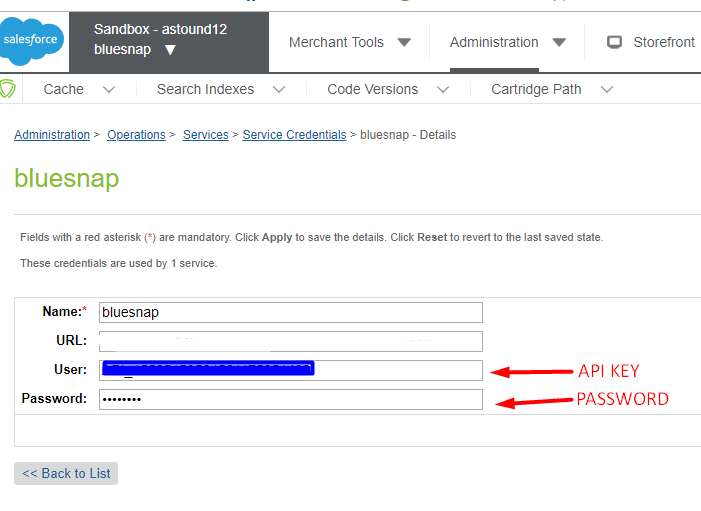 salesforce
Sandbox - astound12
bluesnap
Merchant Tools
Administration
Storefront
Cache
Search Indexes
Code Versions
Cartridge Path
Administration > Operations > Services > Service Credentials > bluesnap - Details
bluesnap
Fields with a red asterisk (*) are mandatory. Click Apply to save the details. Click Reset to revert to the last saved state.
These credentials are used by 1 service.
Name:* bluesnap
URL:
User:
API KEY
Password: ••••••••
PASSWORD
<< Back to List